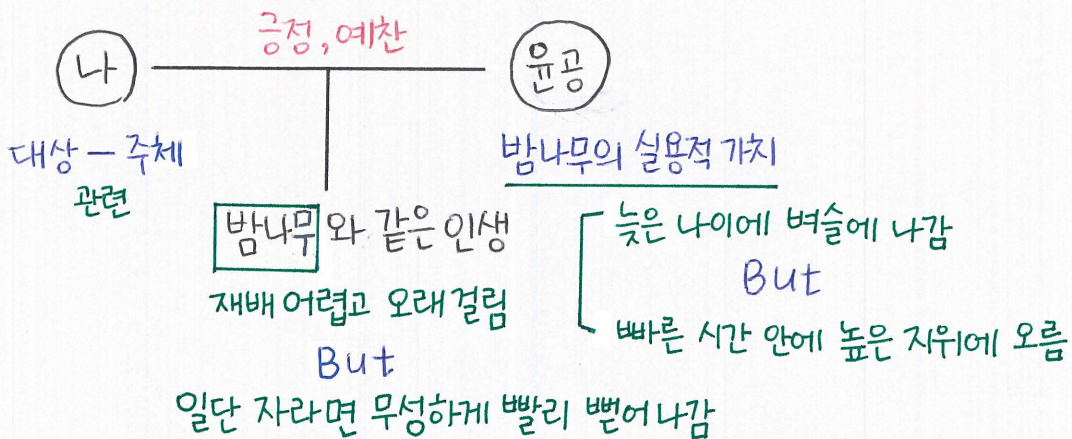 긍정, 예찬
나
윤공
대상 - 주체
관련
밤나무의 실용적 가치
밤나무와 같은 인생
늦은 나이에 벼슬에 나감
재배 어렵고 오래 걸림
But
But
빠른 시간 안에 높은 지위에 오름
일단 자라면 무성하게 빨리 뻗어 나감